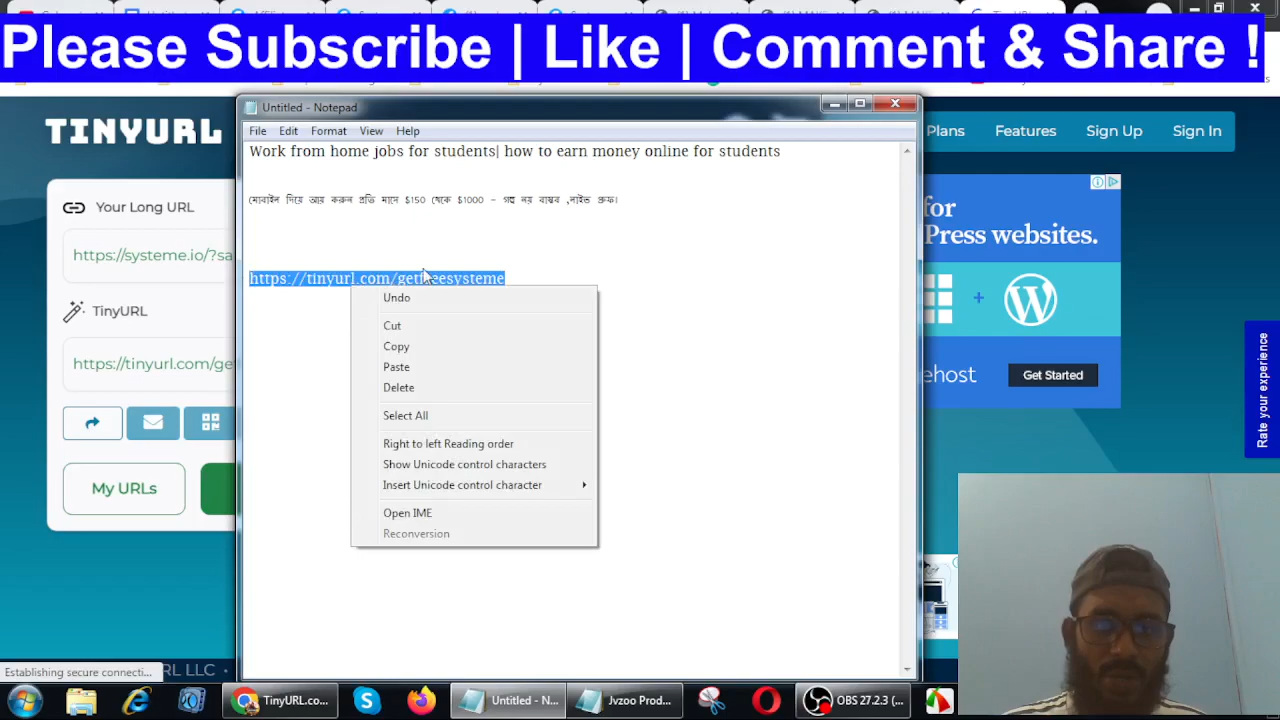 Please Subscribe | Like | Comment & Share !
TINYURL
Plans
Features
Sign Up
Sign In
Your Long URL
https://systeme.io/?sa
TinyURL
https://tinyurl.com/ge
My URLs
Untitled - Notepad
File Edit Format View Help
Work from home jobs for students| how to earn money online for students
মোবাইল দিয়ে আয় করুন প্রতি মাসে $150 থেকে $1000 - গল্প নয় বাস্তব ,লাইভ প্রুফ।
https://tinyurl.com/getfreesysteme
Undo
Cut
Copy
Paste
Delete
Select All
Right to left Reading order
Show Unicode control characters
Insert Unicode control character
Open IME
Reconversion
for
Press websites.
ehost
Get Started
Rate your experience
Establishing secure connecti...
RL LLC
TinyURL.co...
Untitled - N...
Jvzoo Prod...
OBS 27.2.3 (...